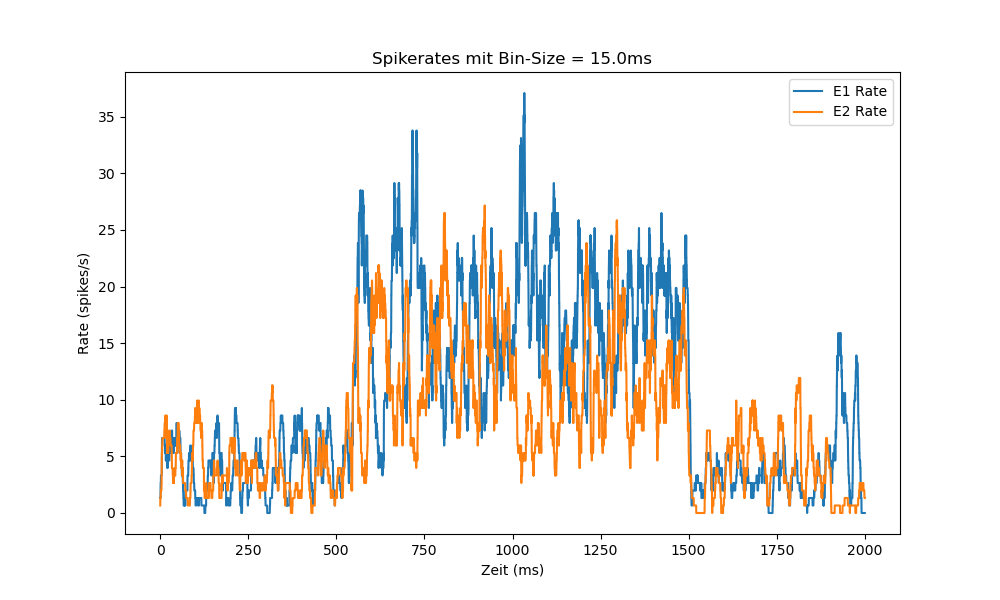 Spikerates mit Bin-Size = 15.0ms
E1 Rate
E2 Rate
35
30
25
20
15
10
5
0
Rate (spikes/s)
0 250 500 750 1000 1250 1500 1750 2000
Zeit (ms)